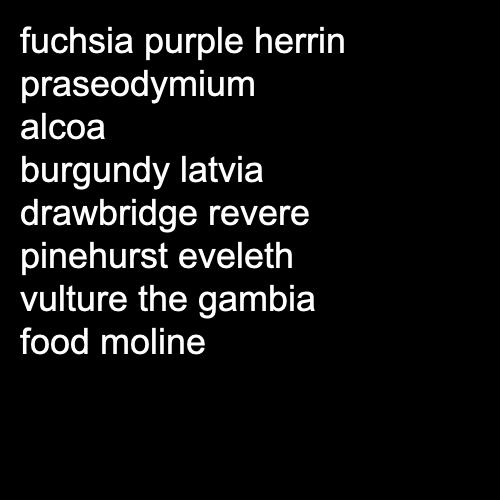 fuchsia purple herrin
praseodymium
alcoa
burgundy latvia
drawbridge revere
pinehurst eveleth
vulture the gambia
food moline